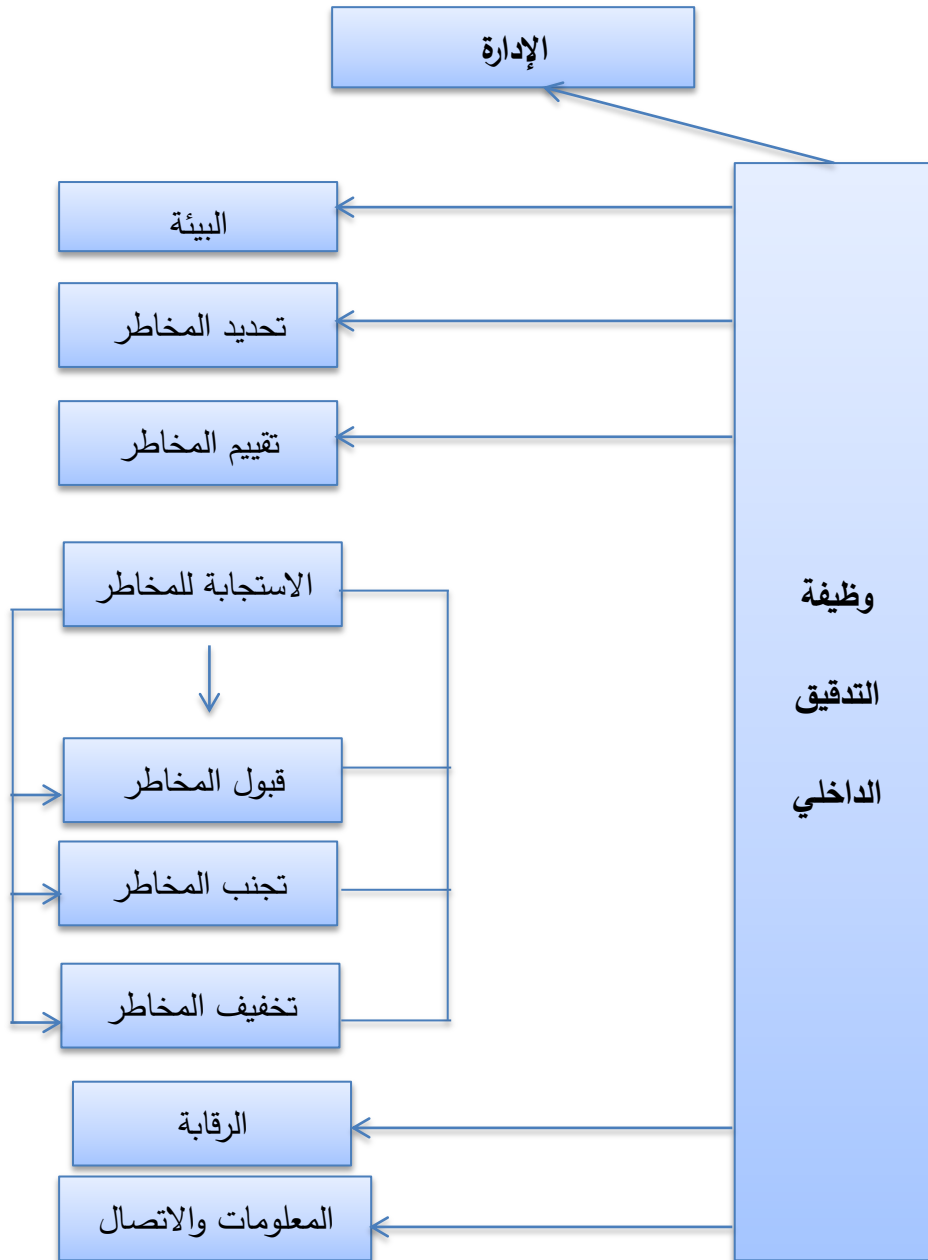 الإدارة
البيئة
تحديد المخاطر
تقييم المخاطر
الاستجابة للمخاطر
قبول المخاطر
تجنب المخاطر
تخفيف المخاطر
الرقابة
المعلومات والاتصال
وظيفة
التدقيق
الداخلي